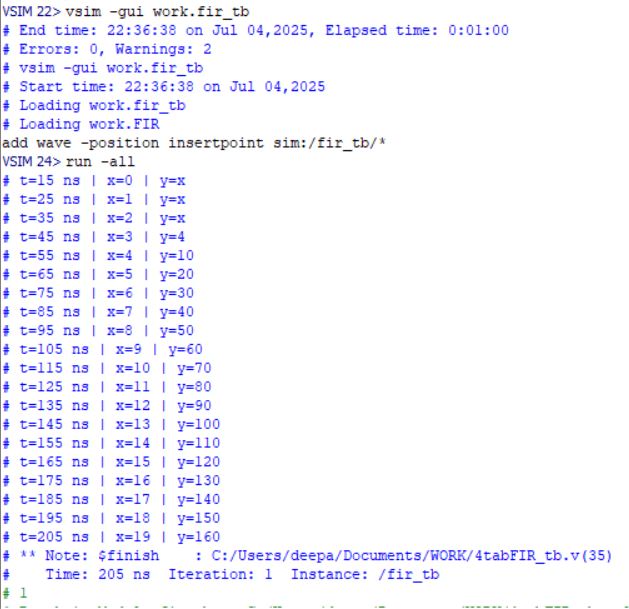 VSIM 22> vsim -gui work.fir_tb
# End time: 22:36:38 on Jul 04,2025, Elapsed time: 0:01:00
# Errors: 0, Warnings: 2
# vsim -gui work.fir_tb
# Start time: 22:36:38 on Jul 04,2025
# Loading work.fir_tb
# Loading work.FIR
add wave -position insertpoint sim:/fir_tb/*
VSIM 24> run -all
# t=15 ns | x=0 | y=x
# t=25 ns | x=1 | y=x
# t=35 ns | x=2 | y=x
# t=45 ns | x=3 | y=4
# t=55 ns | x=4 | y=10
# t=65 ns | x=5 | y=20
# t=75 ns | x=6 | y=30
# t=85 ns | x=7 | y=40
# t=95 ns | x=8 | y=50
# t=105 ns | x=9 | y=60
# t=115 ns | x=10 | y=70
# t=125 ns | x=11 | y=80
# t=135 ns | x=12 | y=90
# t=145 ns | x=13 | y=100
# t=155 ns | x=14 | y=110
# t=165 ns | x=15 | y=120
# t=175 ns | x=16 | y=130
# t=185 ns | x=17 | y=140
# t=195 ns | x=18 | y=150
# t=205 ns | x=19 | y=160
# ** Note: $finish    : C:/Users/deepa/Documents/WORK/4tabFIR_tb.v(35)
#    Time: 205 ns  Iteration: 1  Instance: /fir_tb
# 1